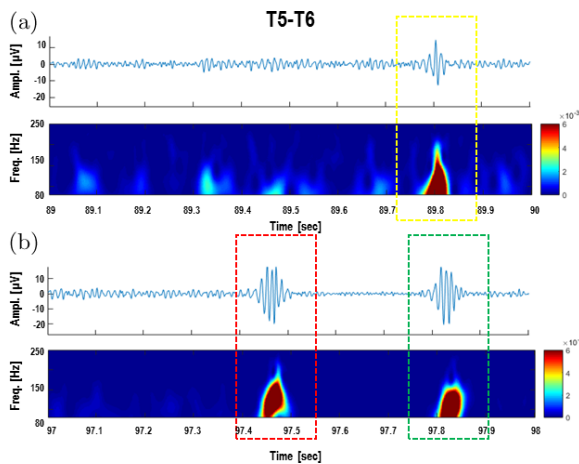 T5-T6
(a)
Ampl. [µV]
10
0
-10
-20
Freq. [Hz]
250
150
80
×10⁻³
6
4
2
0
89 89.1 89.2 89.3 89.4 89.5 89.6 89.7 89.8 89.9 90
Time [sec]
(b)
Ampl. [µV]
10
0
-10
-20
Freq. [Hz]
250
150
80
6
4
2
0
97 97.1 97.2 97.3 97.4 97.5 97.6 97.7 97.8 97.9 98
Time [sec]